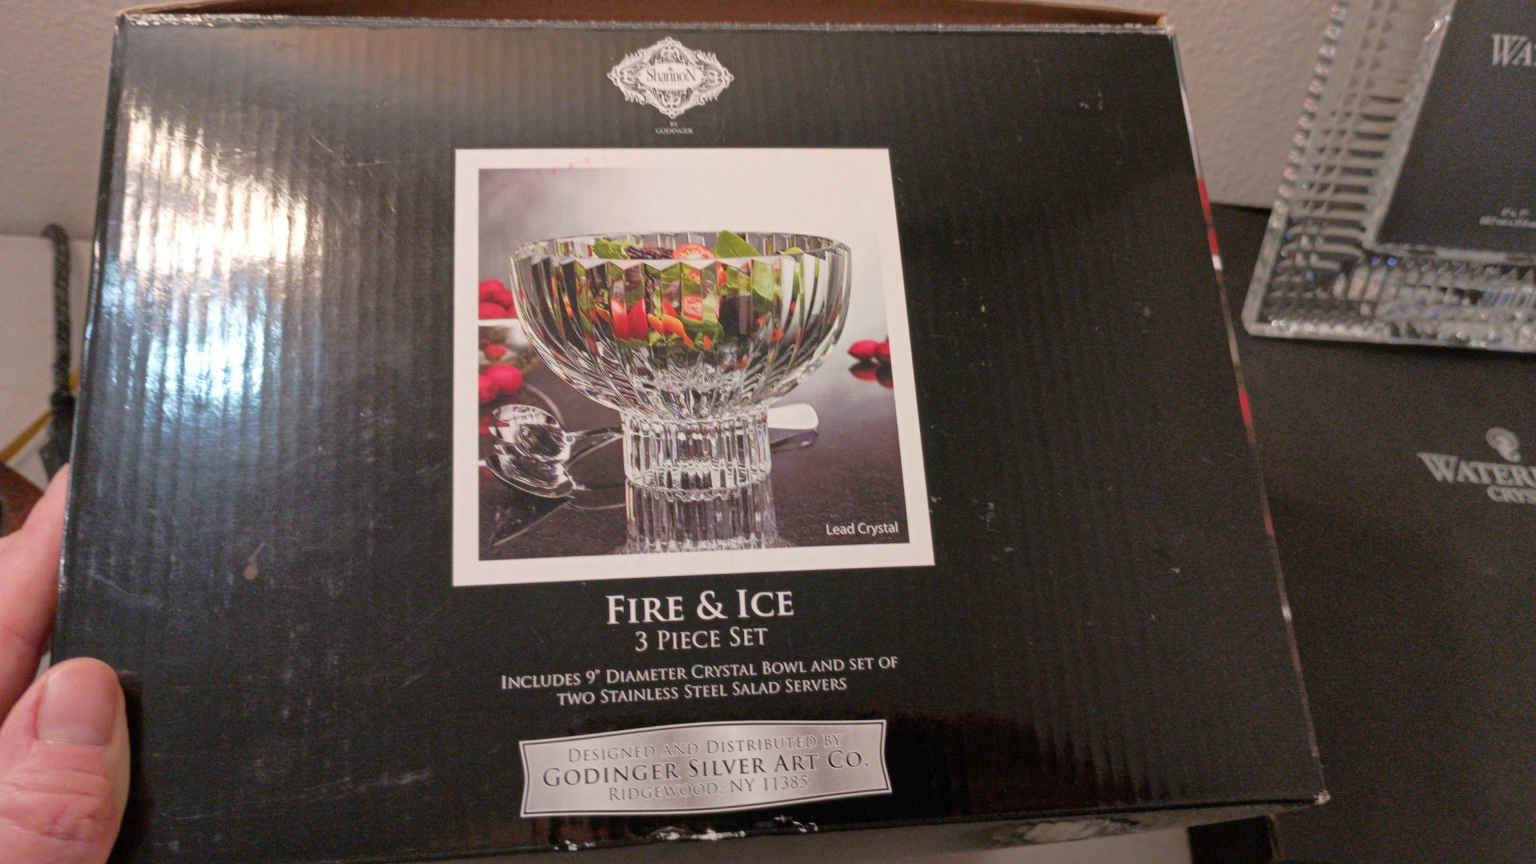 Shannon
BY
GODINGER
Lead Crystal
FIRE & ICE
3 PIECE SET
INCLUDES 9" DIAMETER CRYSTAL BOWL AND SET OF
TWO STAINLESS STEEL SALAD SERVERS
DESIGNED AND DISTRIBUTED BY
GODINGER SILVER ART CO.
RIDGEWOOD, NY 11385